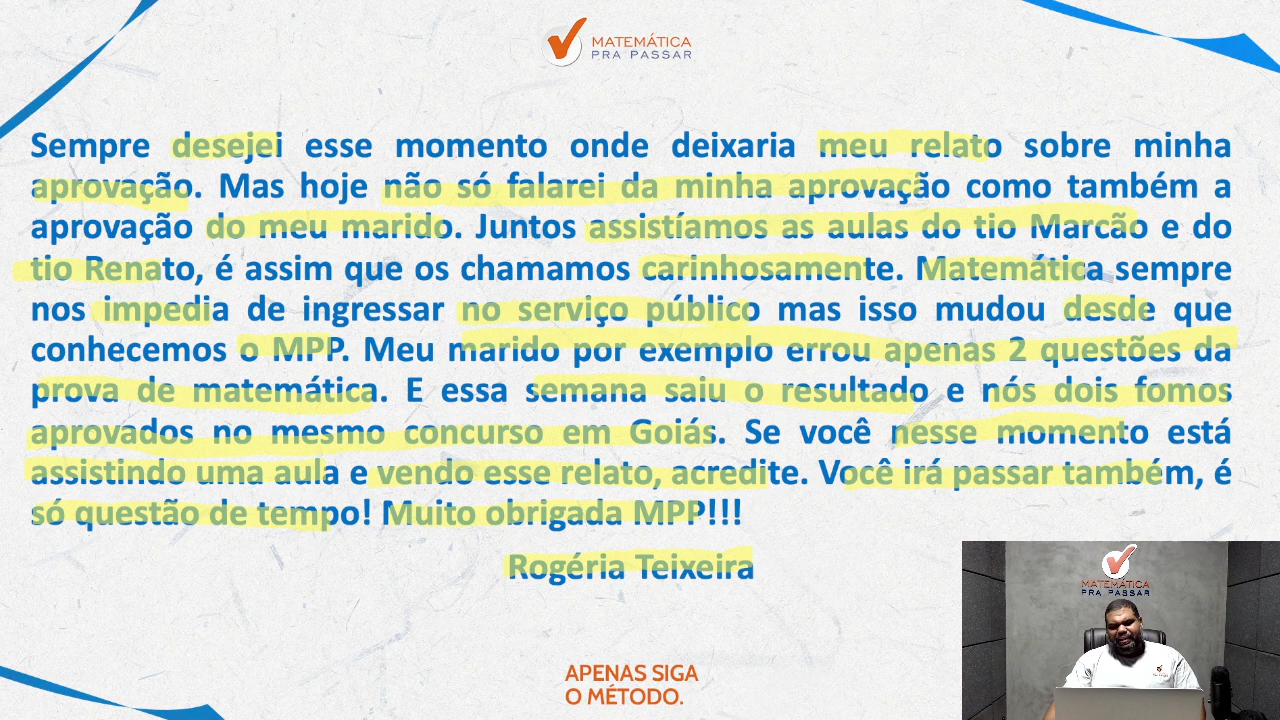 MATEMÁTICA
PRA PASSAR
Sempre desejei esse momento onde deixaria meu relato sobre minha
aprovação. Mas hoje não só falarei da minha aprovação como também a
aprovação do meu marido. Juntos assistíamos as aulas do tio Marcão e do
tio Renato, é assim que os chamamos carinhosamente. Matemática sempre
nos impedia de ingressar no serviço público mas isso mudou desde que
conhecemos o MPP. Meu marido por exemplo errou apenas 2 questões da
prova de matemática. E essa semana saiu o resultado e nós dois fomos
aprovados no mesmo concurso em Goiás. Se você nesse momento está
assistindo uma aula e vendo esse relato, acredite. Você irá passar também, é
só questão de tempo! Muito obrigada MPP!!!
Rogéria Teixeira
MATEMÁTICA
PRA PASSAR
APENAS SIGA
O MÉTODO.